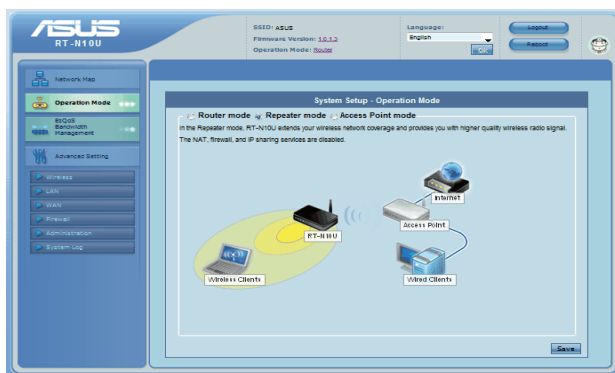 ASUS
RT-N10U
SSID: ASUS
Firmware Version: 1.0.1.3
Operation Mode: Router
Language:
English
Logout
Reboot
Network Map
Operation Mode
EzQoS
Bandwidth
Management
Advanced Setting
Wireless
LAN
WAN
Firewall
Administration
System Log
System Setup - Operation Mode
Router mode Repeater mode Access Point mode
In the Repeater mode, RT-N10U extends your wireless network coverage and provides you with higher quality wireless radio signal.
The NAT, firewall, and IP sharing services are disabled.
Internet
Access Point
RT-N10U
Wireless Clients
Wired Clients
Save